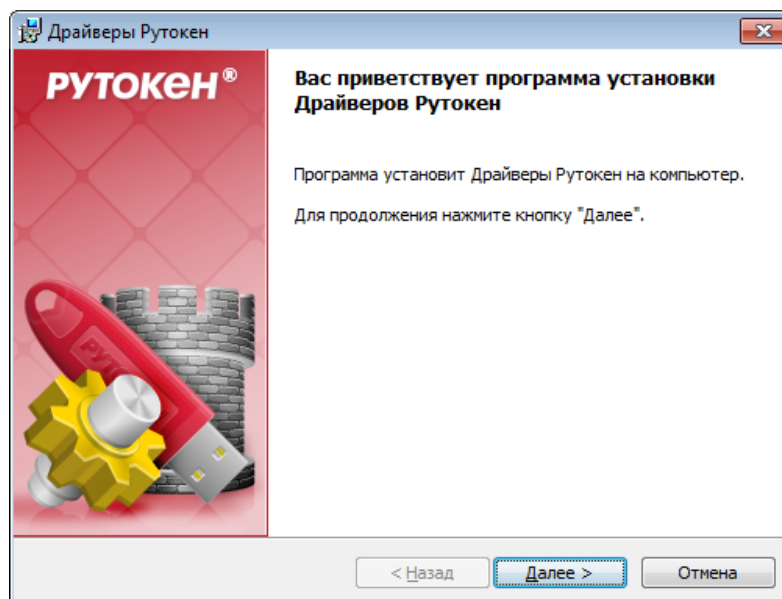 Драйверы Рутокен
РУТОКЕН®
Вас приветствует программа установки
Драйверов Рутокен
Программа установит Драйверы Рутокен на компьютер.
Для продолжения нажмите кнопку "Далее".
< Назад
Далее >
Отмена